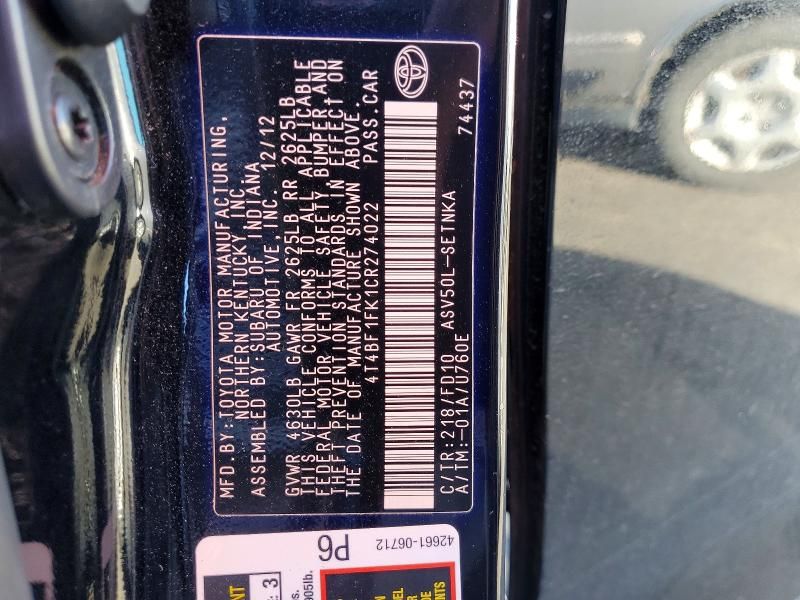 MFD.BY:TOYOTA MOTOR MANUFACTURING,
NORTHERN KENTUCKY,INC.
ASSEMBLED BY:SUBARU OF INDIANA
AUTOMOTIVE,INC. 12/12
GVWR 4630LB GAWR FR 2625LB RR 2625LB
THIS VEHICLE CONFORMS TO ALL APPLICABLE
FEDERAL MOTOR VEHICLE SAFETY, BUMPER AND
THEFT PREVENTION STANDARDS IN EFFECT ON
THE DATE OF MANUFACTURE SHOWN ABOVE.
4T4BF1FK1CR274022 PASS.CAR
C/TR:218/FD10 ASV50L-SETNKA
A/TM:-01A/U760E 74437
P6
42661-06712
3
905lb.